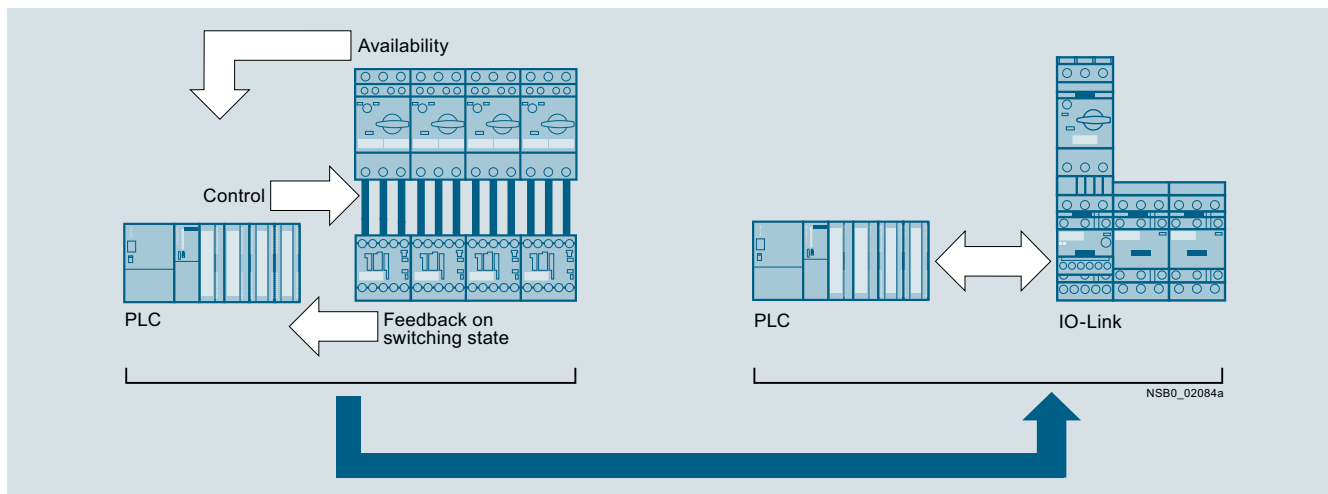 Availability
Control
PLC
Feedback on
switching state
PLC
IO-Link
NSB0_02084a